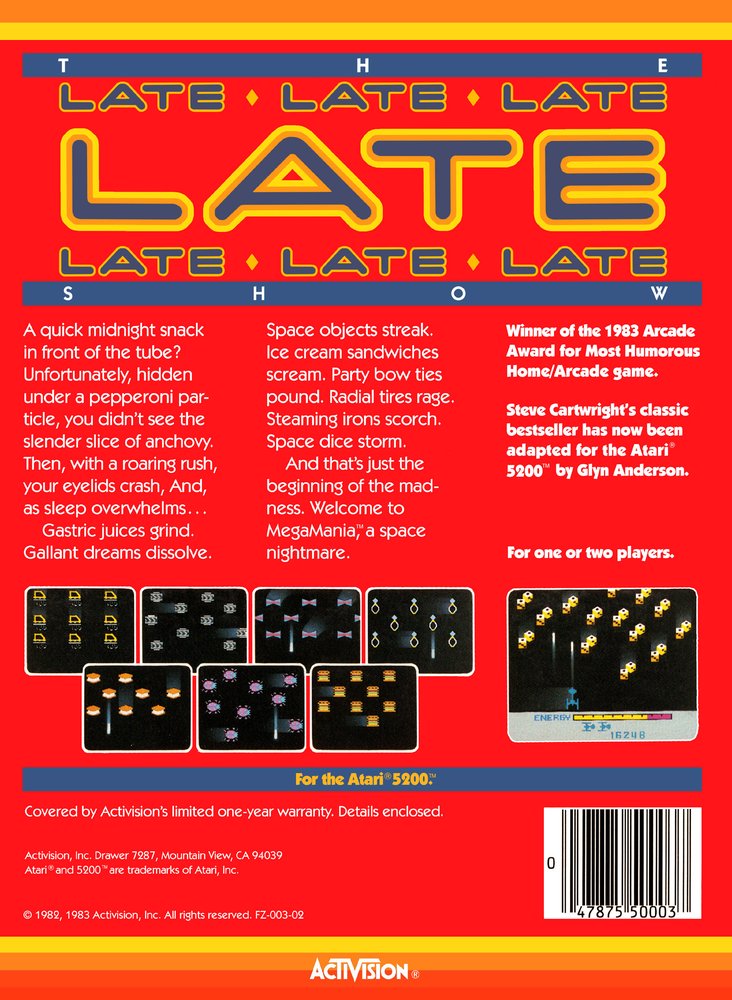 THE
LATE ♦ LATE ♦ LATE
LATE
LATE ♦ LATE ♦ LATE
SHOW
A quick midnight snack
in front of the tube?
Unfortunately, hidden
under a pepperoni par-
ticle, you didn't see the
slender slice of anchovy.
Then, with a roaring rush,
your eyelids crash, And,
as sleep overwhelms...
Gastric juices grind.
Gallant dreams dissolve.
Space objects streak.
Ice cream sandwiches
scream. Party bow ties
pound. Radial tires rage.
Steaming irons scorch.
Space dice storm.
And that's just the
beginning of the mad-
ness. Welcome to
MegaMania,™ a space
nightmare.
Winner of the 1983 Arcade
Award for Most Humorous
Home/Arcade game.
Steve Cartwright's classic
bestseller has now been
adapted for the Atari®
5200™ by Glyn Anderson.
For one or two players.
ENERGY
16248
For the Atari® 5200.™
Covered by Activision's limited one-year warranty. Details enclosed.
Activision, Inc. Drawer 7287, Mountain View, CA 94039
Atari® and 5200™ are trademarks of Atari, Inc.
© 1982, 1983 Activision, Inc. All rights reserved. FZ-003-02
0 47875 50003
ACTIVISION®